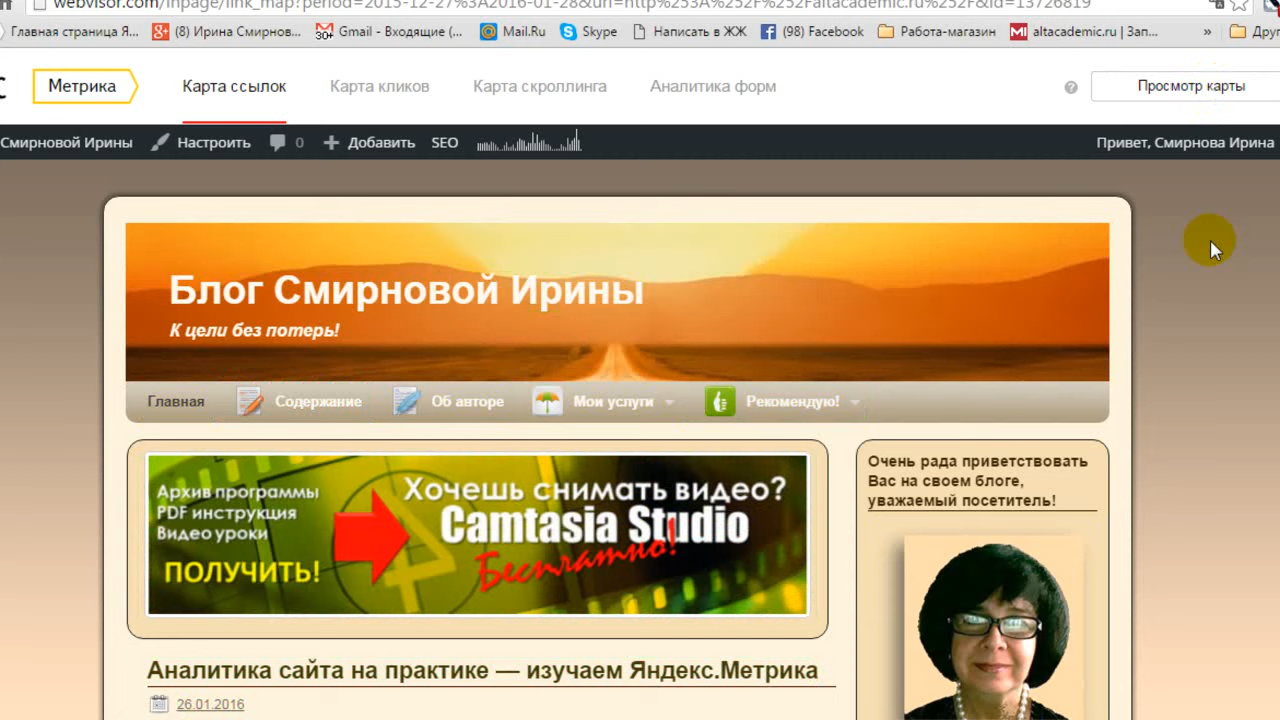 webvisor.com/inpage/link_map?period=2015-12-27%3A2016-01-28&url=http%253A%252F%252Faltacademic.ru%252F&id=13726819
Главная страница Я... (8) Ирина Смирнов... Gmail - Входящие (... Mail.Ru Skype Написать в ЖЖ (98) Facebook Работа-магазин altacademic.ru | Зап... » Друг
Метрика Карта ссылок Карта кликов Карта скроллинга Аналитика форм ? Просмотр карты
Смирновой Ирины Настроить 0 Добавить SEO Привет, Смирнова Ирина
Блог Смирновой Ирины
К цели без потерь!
Главная Содержание Об авторе Мои услуги Рекомендую!
Архив программы
PDF инструкция
Видео уроки
ПОЛУЧИТЬ!
Хочешь снимать видео?
Camtasia Studio
Бесплатно!
Очень рада приветствовать
Вас на своем блоге,
уважаемый посетитель!
Аналитика сайта на практике — изучаем Яндекс.Метрика
26.01.2016